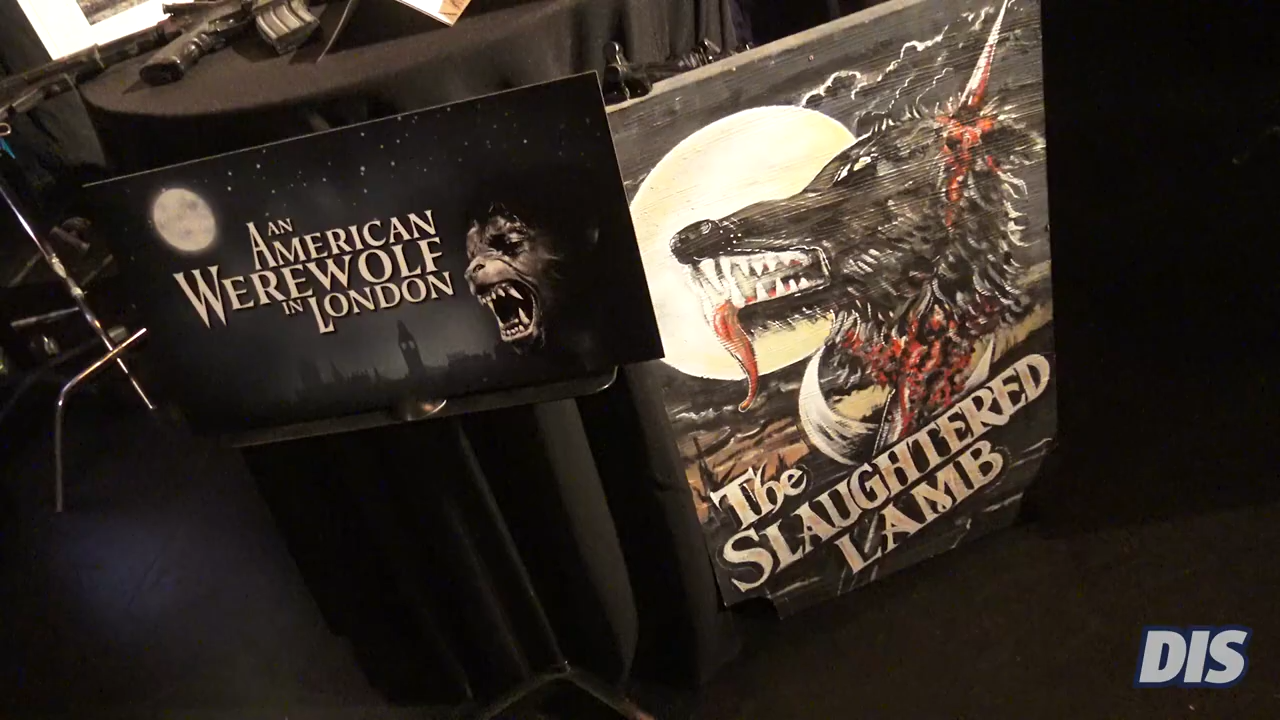 AN
AMERICAN
WEREWOLF
IN LONDON
The
SLAUGHTERED
LAMB
DIS